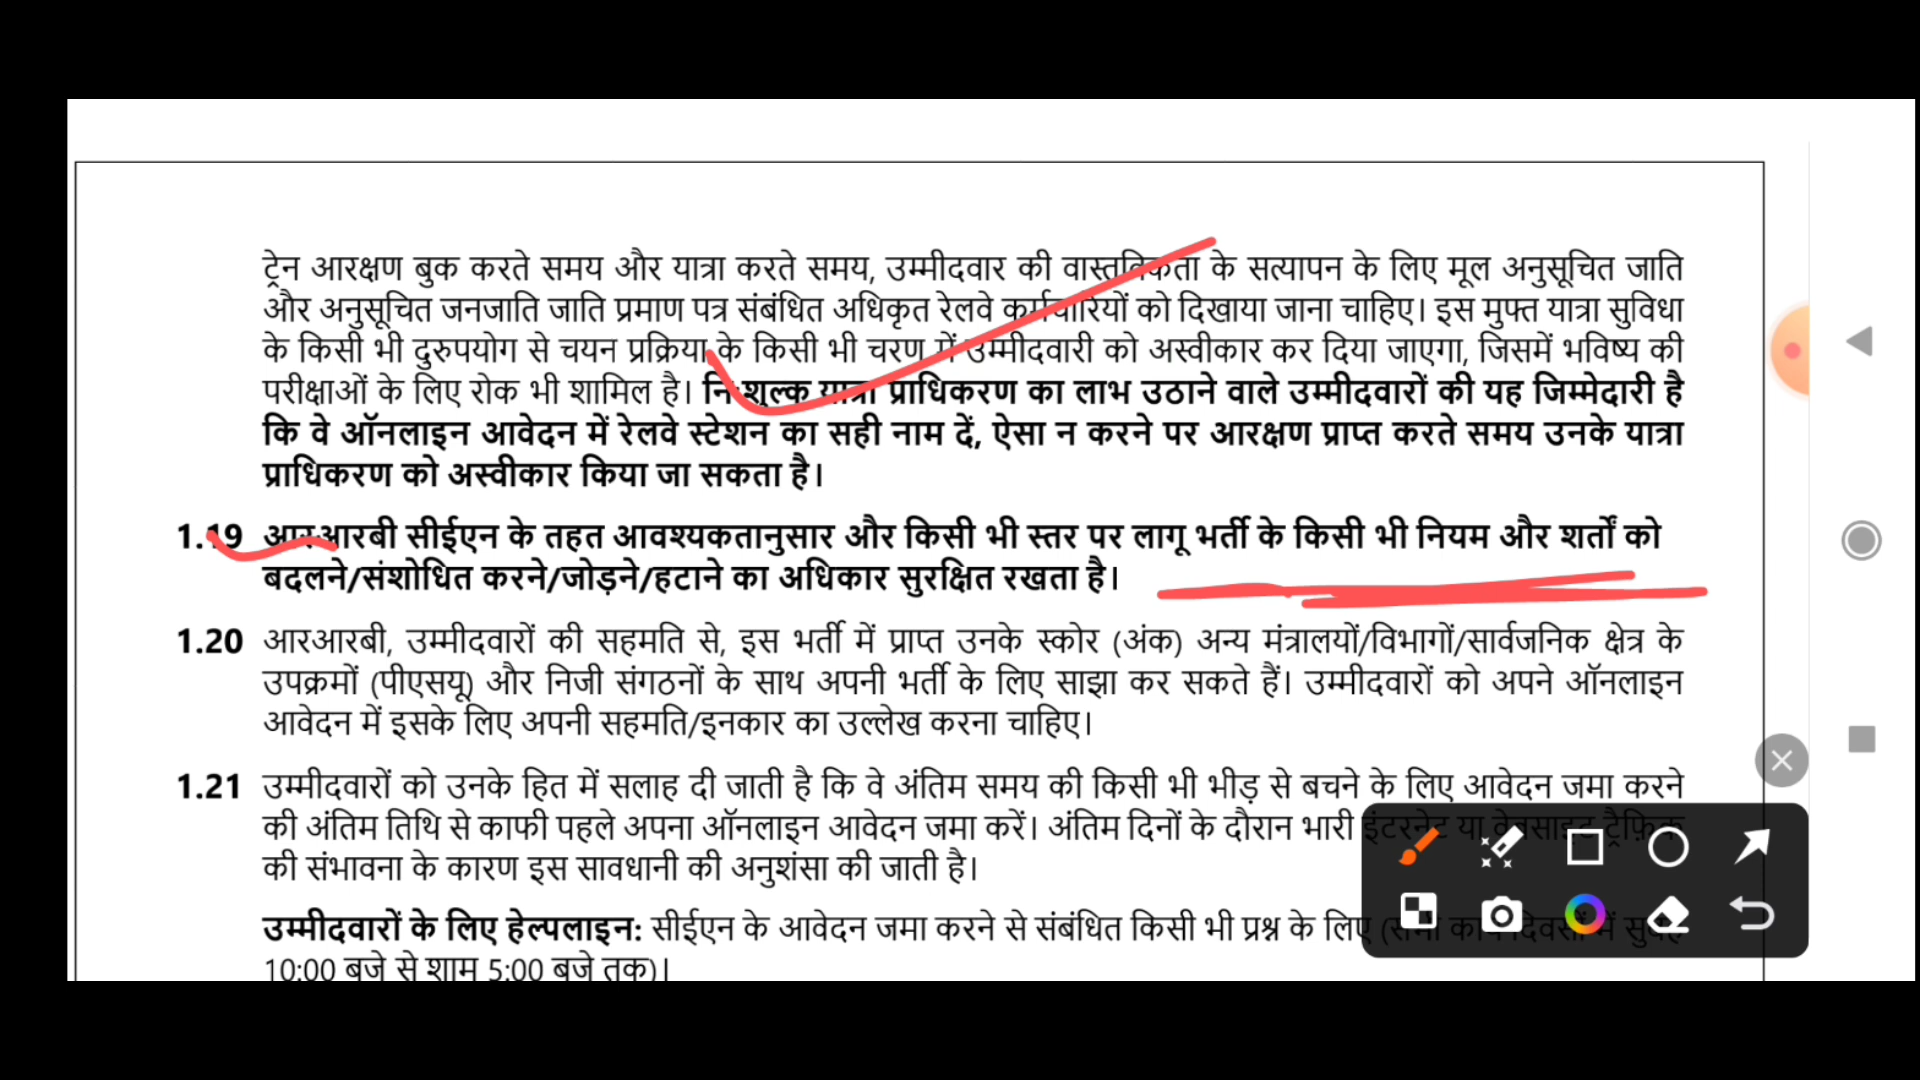 ट्रेन आरक्षण बुक करते समय और यात्रा करते समय, उम्मीदवार की वास्तविकता के सत्यापन के लिए मूल अनुसूचित जाति
और अनुसूचित जनजाति जाति प्रमाण पत्र संबंधित अधिकृत रेलवे कर्मचारियों को दिखाया जाना चाहिए। इस मुफ्त यात्रा सुविधा
के किसी भी दुरुपयोग से चयन प्रक्रिया के किसी भी चरण में उम्मीदवारी को अस्वीकार कर दिया जाएगा, जिसमें भविष्य की
परीक्षाओं के लिए रोक भी शामिल है। निःशुल्क यात्रा प्राधिकरण का लाभ उठाने वाले उम्मीदवारों की यह जिम्मेदारी है
कि वे ऑनलाइन आवेदन में रेलवे स्टेशन का सही नाम दें, ऐसा न करने पर आरक्षण प्राप्त करते समय उनके यात्रा
प्राधिकरण को अस्वीकार किया जा सकता है।
1.19 आरआरबी सीईएन के तहत आवश्यकतानुसार और किसी भी स्तर पर लागू भर्ती के किसी भी नियम और शर्तों को
बदलने/संशोधित करने/जोड़ने/हटाने का अधिकार सुरक्षित रखता है।
1.20 आरआरबी, उम्मीदवारों की सहमति से, इस भर्ती में प्राप्त उनके स्कोर (अंक) अन्य मंत्रालयों/विभागों/सार्वजनिक क्षेत्र के
उपक्रमों (पीएसयू) और निजी संगठनों के साथ अपनी भर्ती के लिए साझा कर सकते हैं। उम्मीदवारों को अपने ऑनलाइन
आवेदन में इसके लिए अपनी सहमति/इनकार का उल्लेख करना चाहिए।
1.21 उम्मीदवारों को उनके हित में सलाह दी जाती है कि वे अंतिम समय की किसी भी भीड़ से बचने के लिए आवेदन जमा करने
की अंतिम तिथि से काफी पहले अपना ऑनलाइन आवेदन जमा करें। अंतिम दिनों के दौरान भारी इंटरनेट या वेबसाइट ट्रैफ़िक
की संभावना के कारण इस सावधानी की अनुशंसा की जाती है।
उम्मीदवारों के लिए हेल्पलाइन: सीईएन के आवेदन जमा करने से संबंधित किसी भी प्रश्न के लिए (सभी कार्य दिवसों में सुबह
10:00 बजे से शाम 5:00 बजे तक)।